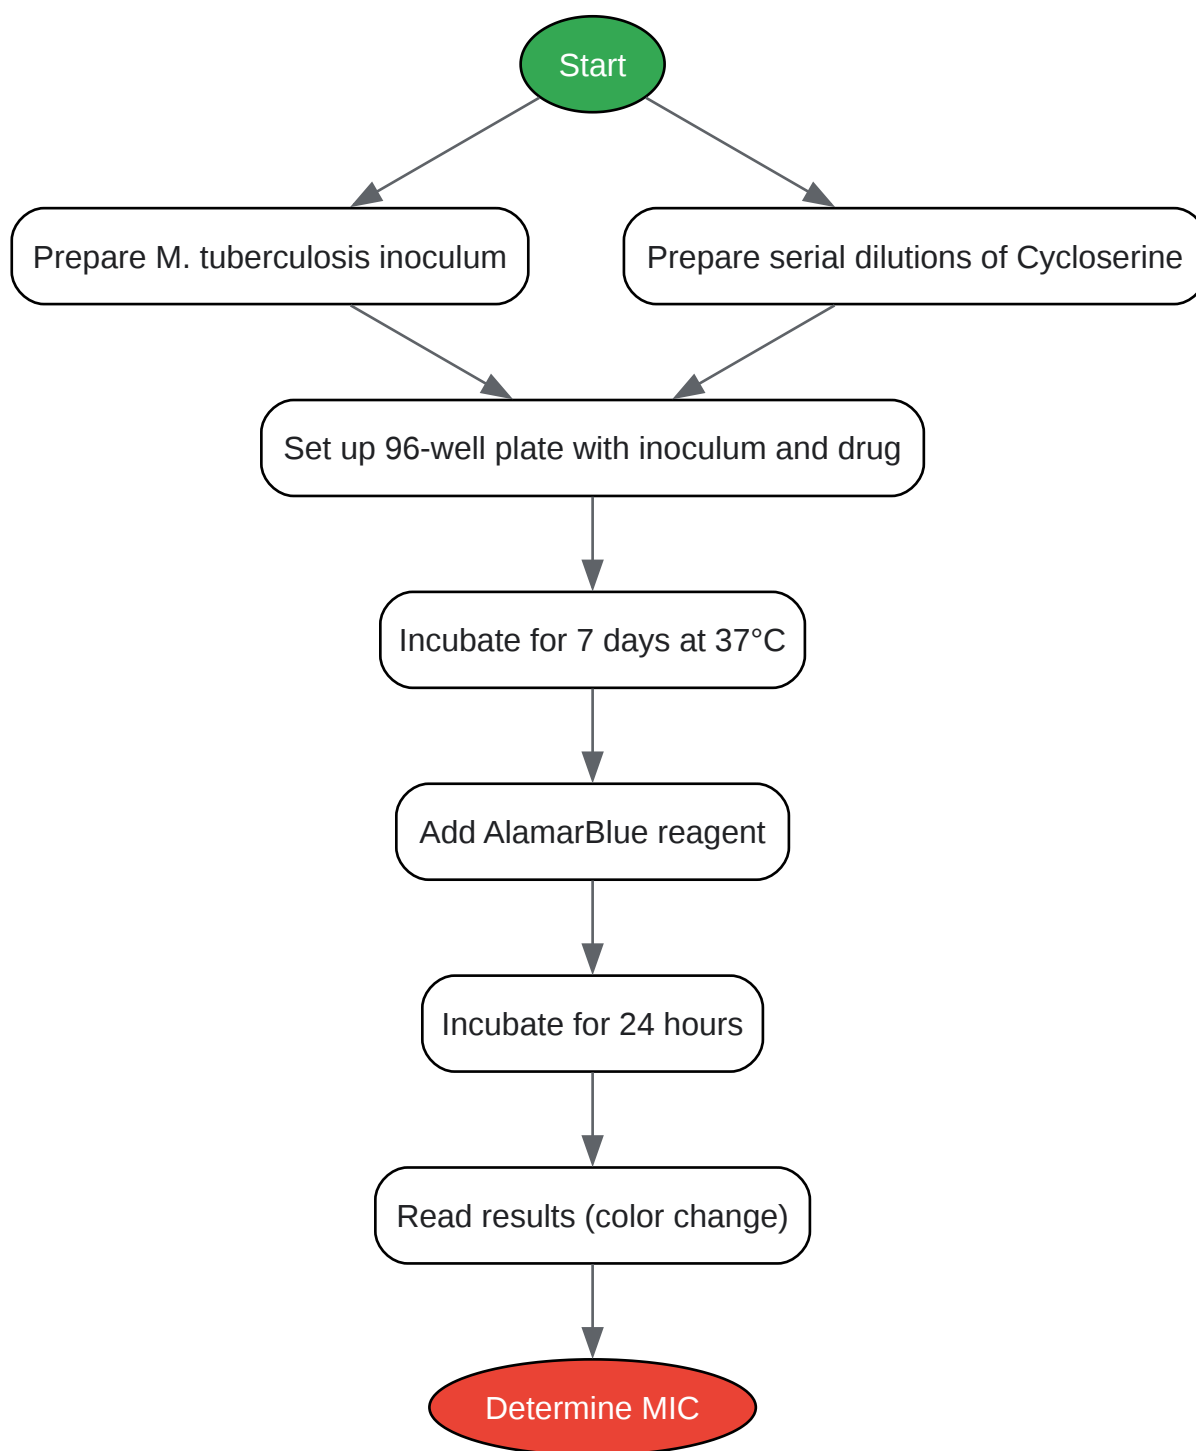 Start
Prepare M. tuberculosis inoculum
Prepare serial dilutions of Cycloserine
Set up 96-well plate with inoculum and drug
Incubate for 7 days at 37°C
Add AlamarBlue reagent
Incubate for 24 hours
Read results (color change)
Determine MIC